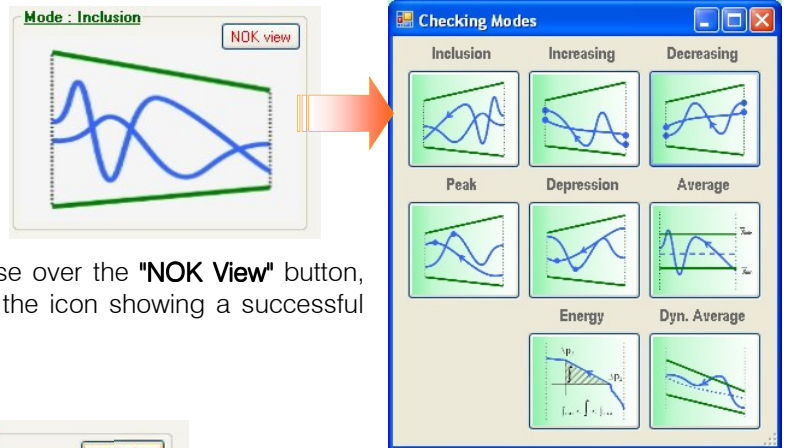 Mode : Inclusion
NOK view
Checking Modes
Inclusion Increasing Decreasing
Peak Depression Average
Energy Dyn. Average
se over the "NOK View" button,
the icon showing a successful